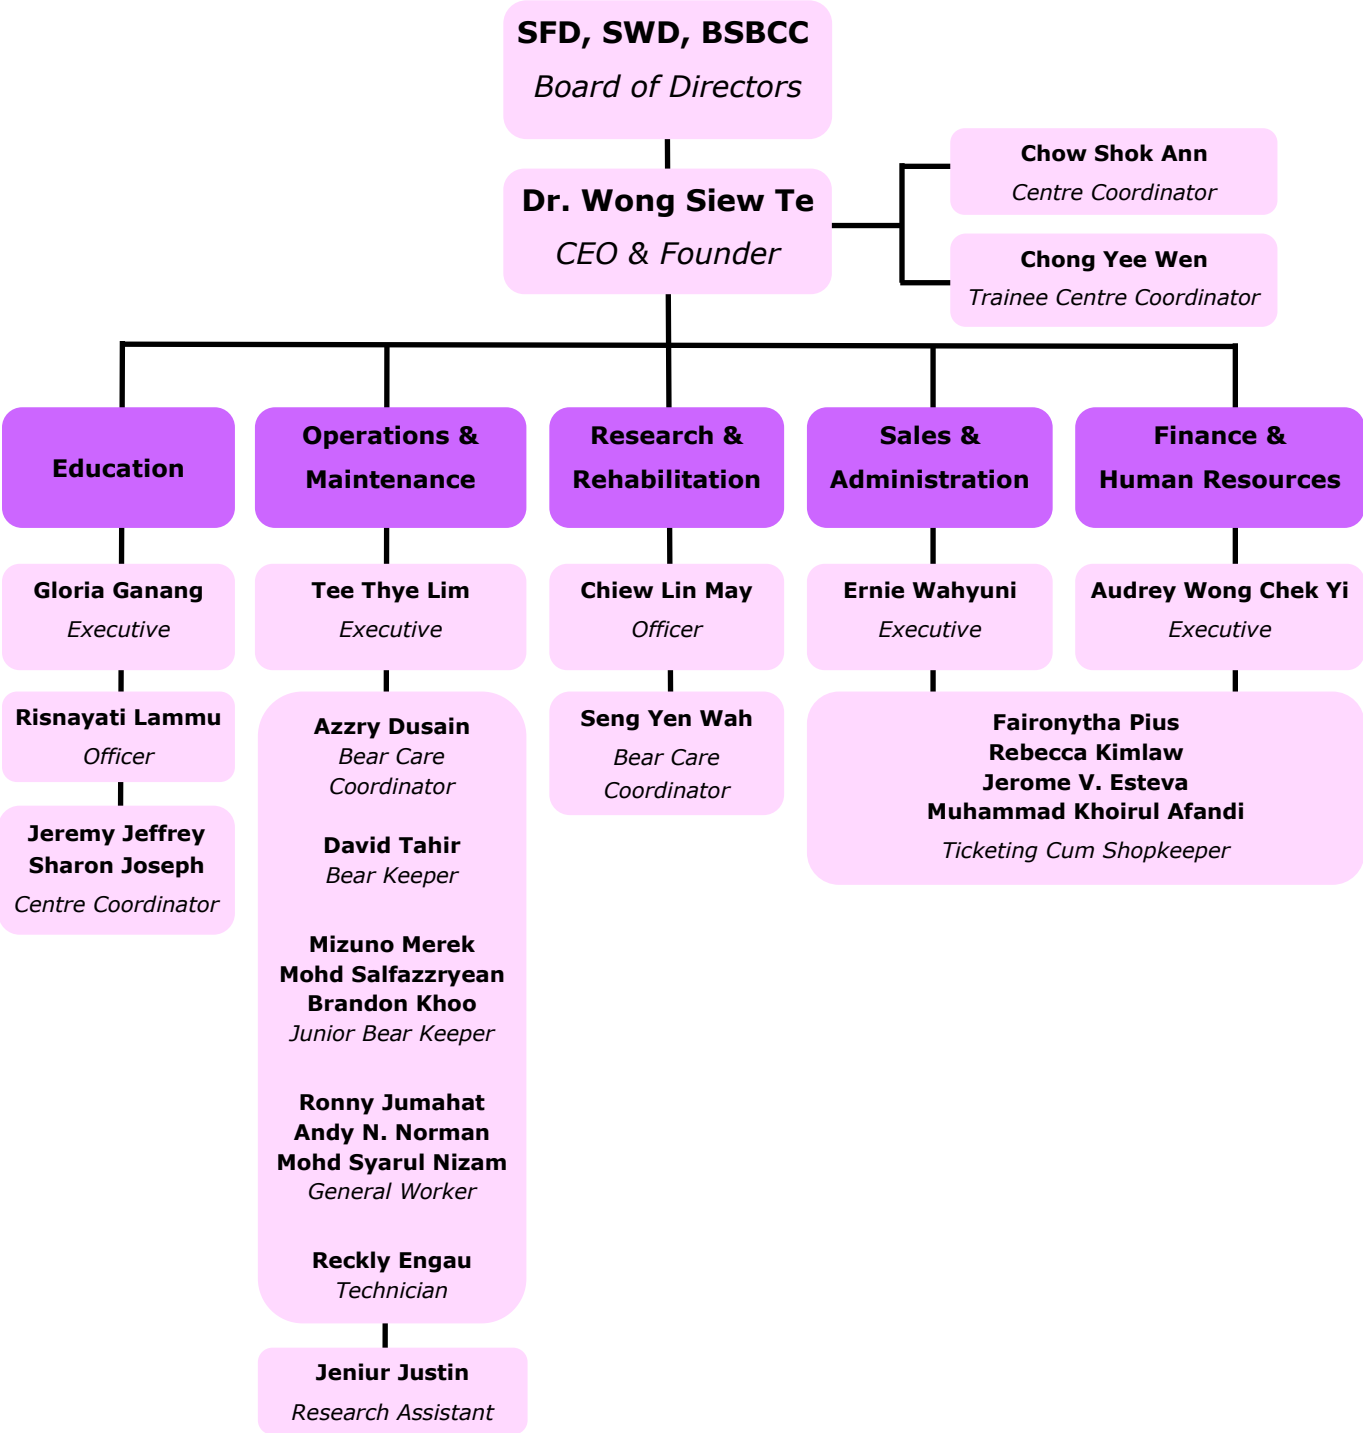 SFD, SWD, BSBCC
Board of Directors
Dr. Wong Siew Te
CEO & Founder
Chow Shok Ann
Centre Coordinator
Chong Yee Wen
Trainee Centre Coordinator
Education
Gloria Ganang
Executive
Risnayati Lammu
Officer
Jeremy Jeffrey
Sharon Joseph
Centre Coordinator
Operations &
Maintenance
Tee Thye Lim
Executive
Azzry Dusain
Bear Care
Coordinator
David Tahir
Bear Keeper
Mizuno Merek
Mohd Salfazzryean
Brandon Khoo
Junior Bear Keeper
Ronny Jumahat
Andy N. Norman
Mohd Syarul Nizam
General Worker
Reckly Engau
Technician
Jeniur Justin
Research Assistant
Research &
Rehabilitation
Chiew Lin May
Officer
Seng Yen Wah
Bear Care
Coordinator
Sales &
Administration
Ernie Wahyuni
Executive
Finance &
Human Resources
Audrey Wong Chek Yi
Executive
Faironytha Pius
Rebecca Kimlaw
Jerome V. Esteva
Muhammad Khoirul Afandi
Ticketing Cum Shopkeeper